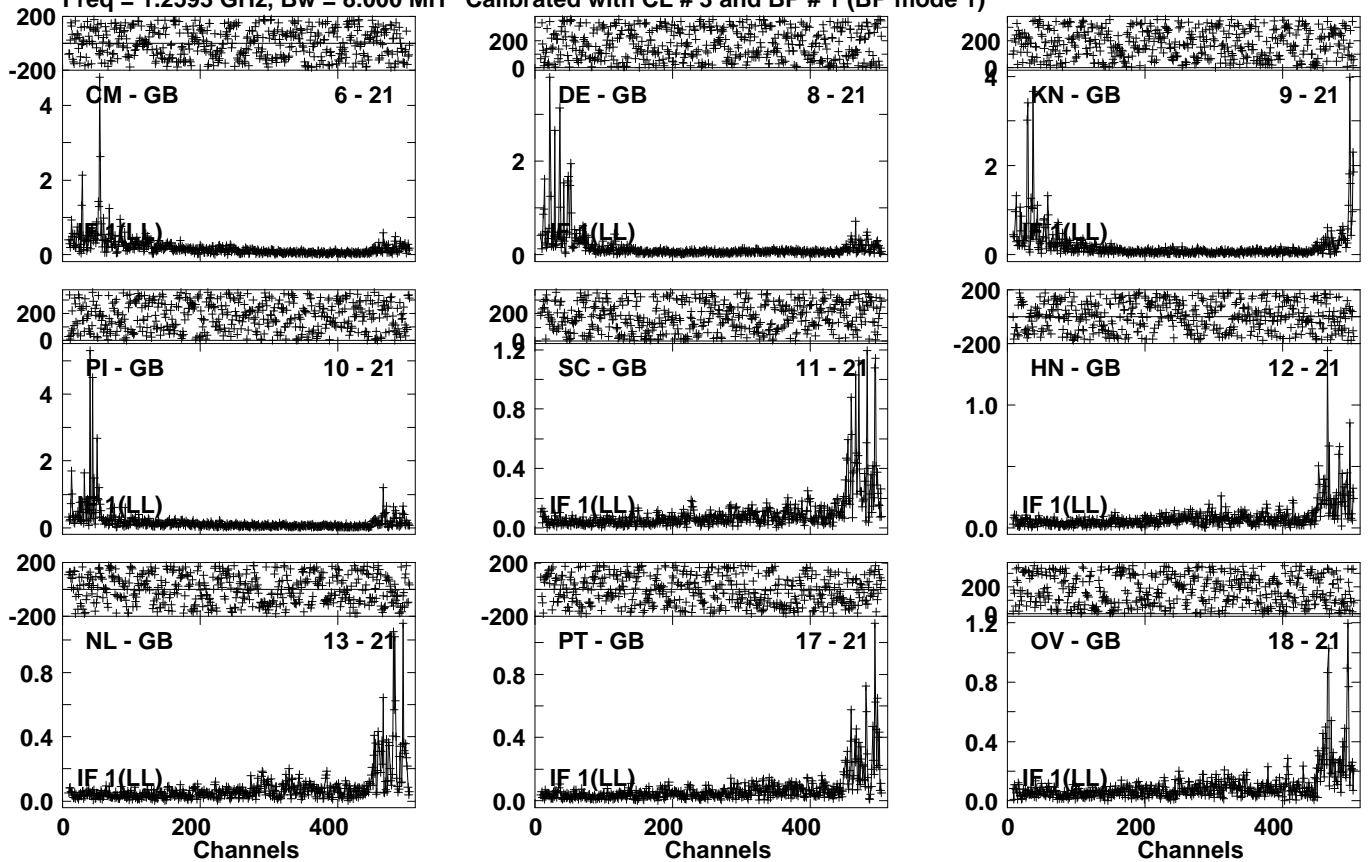 Freq = 1.2593 GHz, Bw = 8.000 MH Calibrated with CL # 3 and BP # 1 (BP mode 1)
200
-200
CM - GB 6 - 21
4
2
0
IF 1(LL)
200
0
DE - GB 8 - 21
2
0
IF 1(LL)
200
0
KN - GB 9 - 21
4
2
0
IF 1(LL)
200
0
PI - GB 10 - 21
4
2
0
IF 1(LL)
200
0
SC - GB 11 - 21
1.2
0.8
0.4
0.0
IF 1(LL)
200
-200
HN - GB 12 - 21
1.0
0.0
IF 1(LL)
200
-200
NL - GB 13 - 21
0.8
0.4
0.0
IF 1(LL)
0 200 400
Channels
200
-200
PT - GB 17 - 21
0.8
0.4
0.0
IF 1(LL)
0 200 400
Channels
200
0
OV - GB 18 - 21
1.2
0.8
0.4
0.0
IF 1(LL)
0 200 400
Channels